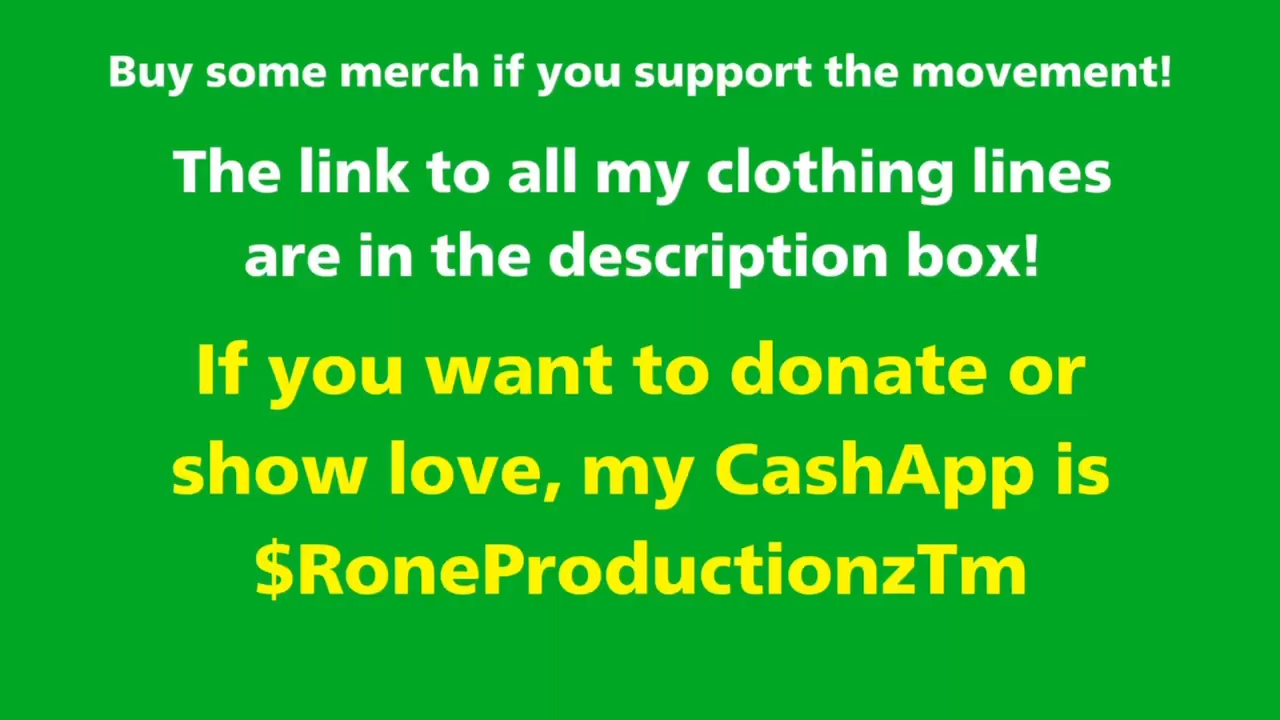 Buy some merch if you support the movement!
The link to all my clothing lines
are in the description box!
If you want to donate or
show love, my CashApp is
$RoneProductionzTm